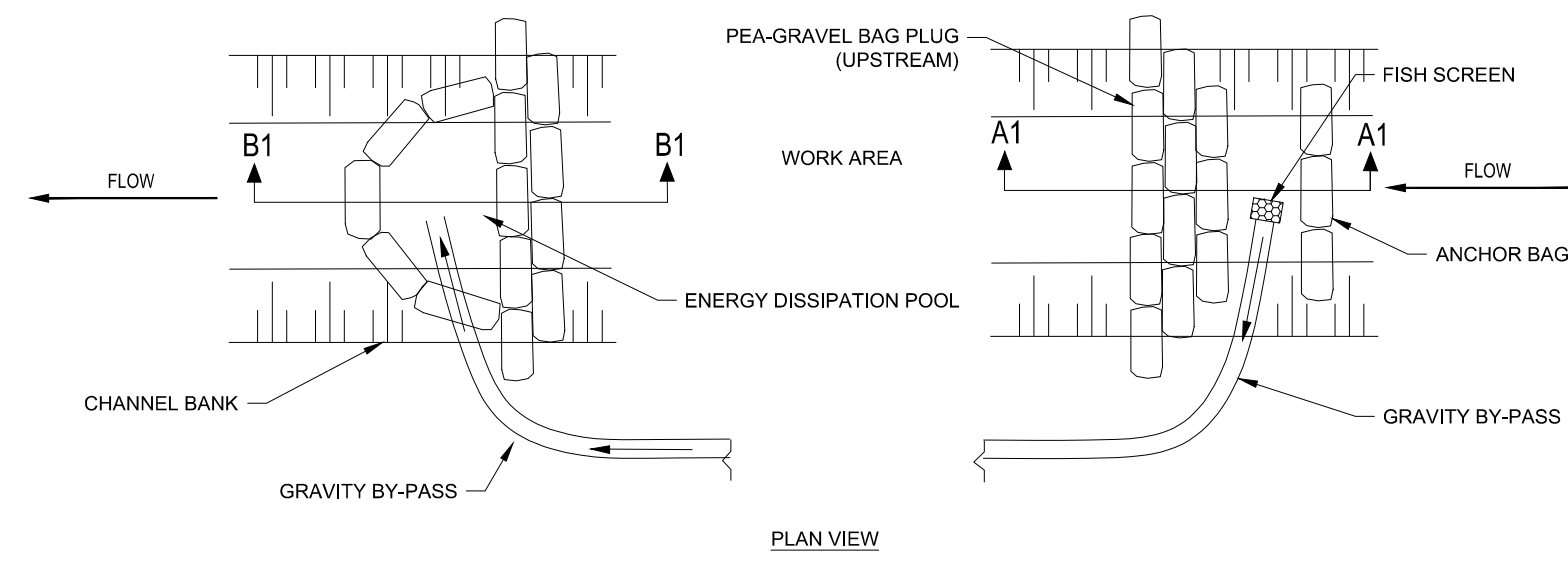 PEA-GRAVEL BAG PLUG
(UPSTREAM)
FISH SCREEN
B1
B1
WORK AREA
A1
A1
FLOW
FLOW
ENERGY DISSIPATION POOL
ANCHOR BAG
CHANNEL BANK
GRAVITY BY-PASS
GRAVITY BY-PASS
PLAN VIEW